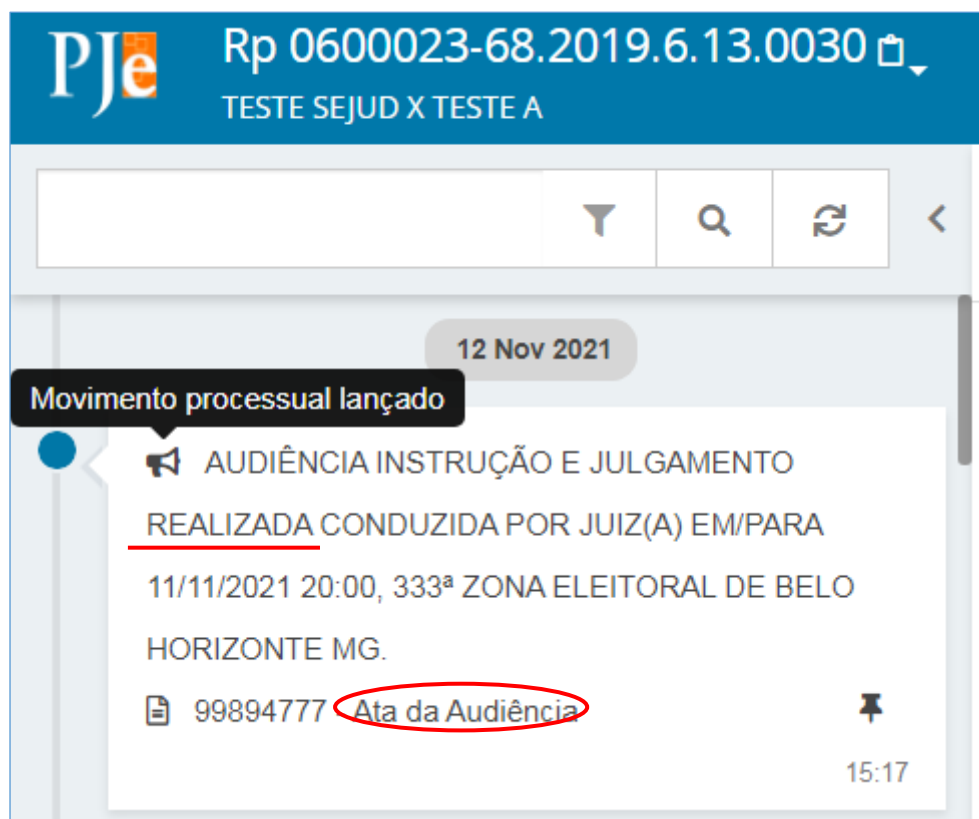 PJe
Rp 0600023-68.2019.6.13.0030
TESTE SEJUD X TESTE A
12 Nov 2021
Movimento processual lançado
AUDIÊNCIA INSTRUÇÃO E JULGAMENTO
REALIZADA CONDUZIDA POR JUIZ(A) EM/PARA
11/11/2021 20:00, 333ª ZONA ELEITORAL DE BELO
HORIZONTE MG.
99894777 - Ata da Audiência
15:17